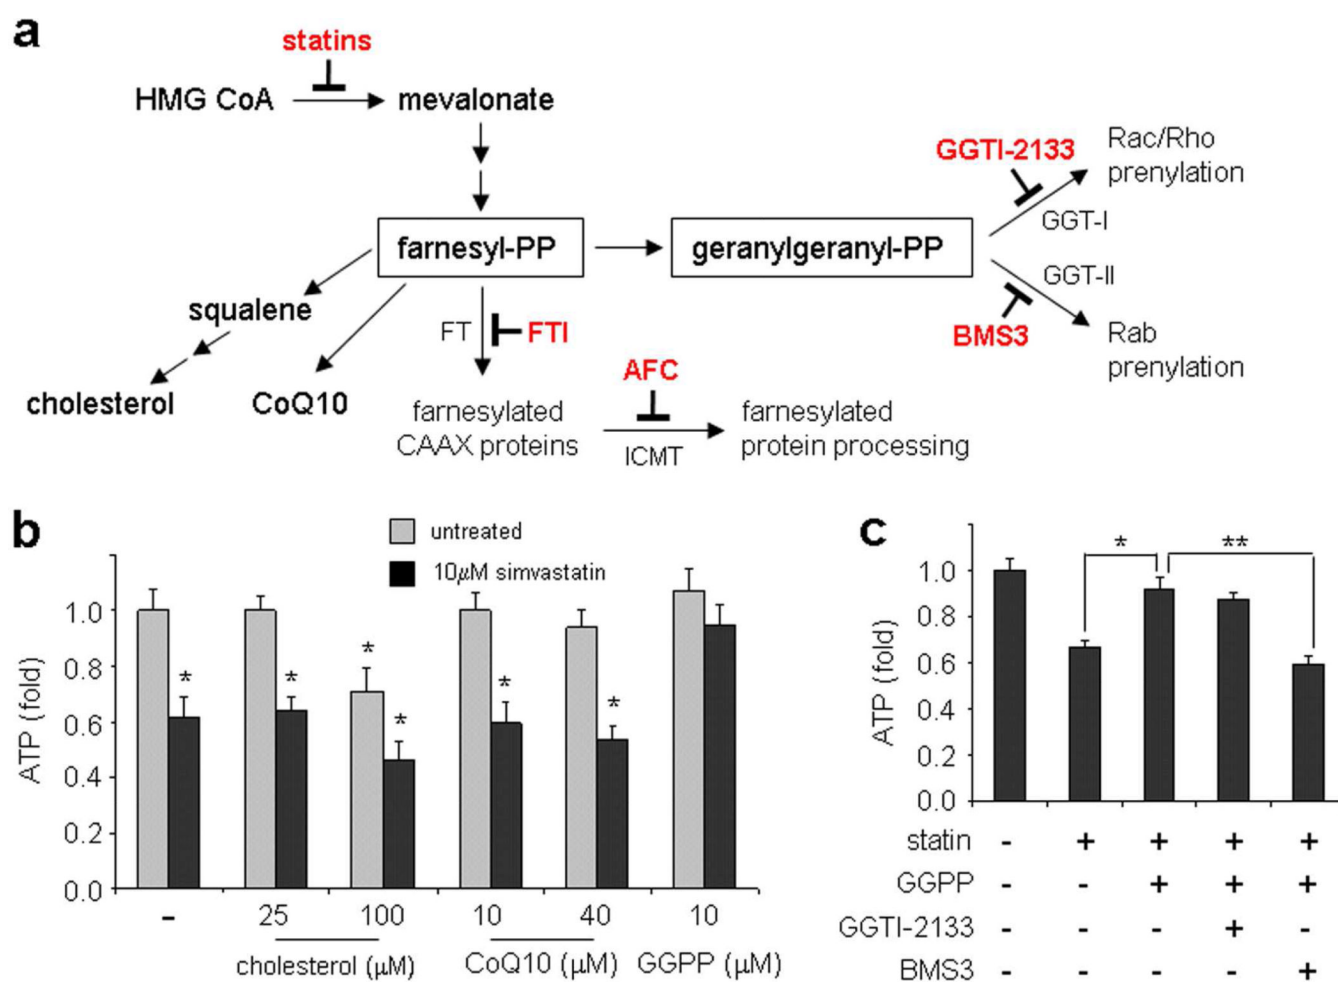 a
statins
HMG CoA
mevalonate
GGTI-2133
Rac/Rho
prenylation
GGT-I
farnesyl-PP
geranylgeranyl-PP
GGT-II
squalene
FT
FTI
BMS3
Rab
prenylation
AFC
cholesterol
CoQ10
farnesylated
CAAX proteins
ICMT
farnesylated
protein processing
b
untreated
10μM simvastatin
ATP (fold)
1.0
0.8
0.6
0.4
0.2
0.0
* * * * * *
- 25 100 10 40 10
cholesterol (μM) CoQ10 (μM) GGPP (μM)
c
* **
ATP (fold)
1.0
0.8
0.6
0.4
0.2
0.0
statin - + + + +
GGPP - - + + +
GGTI-2133 - - - + -
BMS3 - - - - +